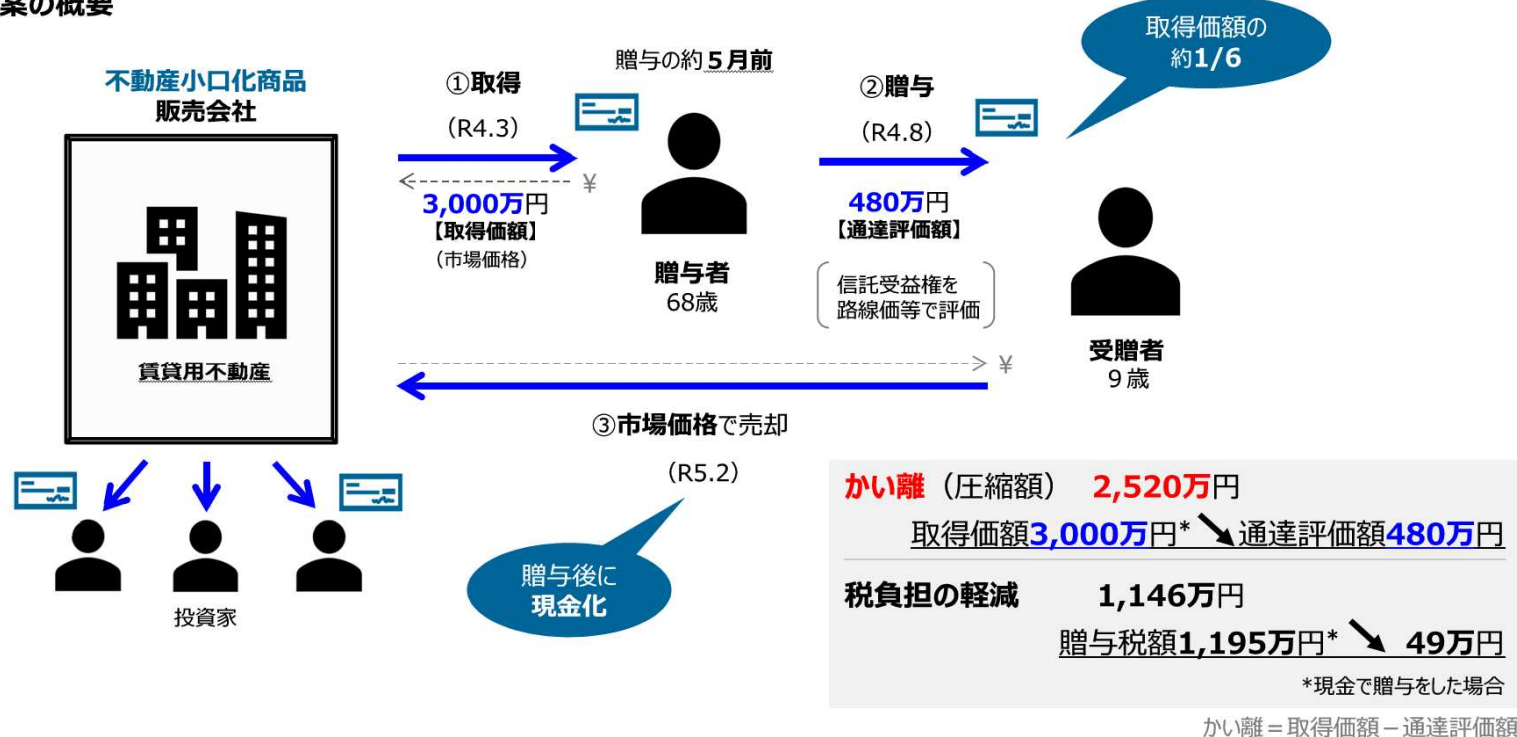 案の概要
不動産小口化商品
販売会社
賃貸用不動産
投資家
①取得
(R4.3)
¥
3,000万円
【取得価額】
(市場価格)
贈与の約5月前
贈与者
68歳
②贈与
(R4.8)
480万円
【通達評価額】
信託受益権を
路線価等で評価
取得価額の
約1/6
受贈者
9歳
¥
③市場価格で売却
(R5.2)
贈与後に
現金化
かい離(圧縮額) 2,520万円
取得価額3,000万円* 通達評価額480万円
税負担の軽減 1,146万円
贈与税額1,195万円* 49万円
*現金で贈与をした場合
かい離=取得価額-通達評価額